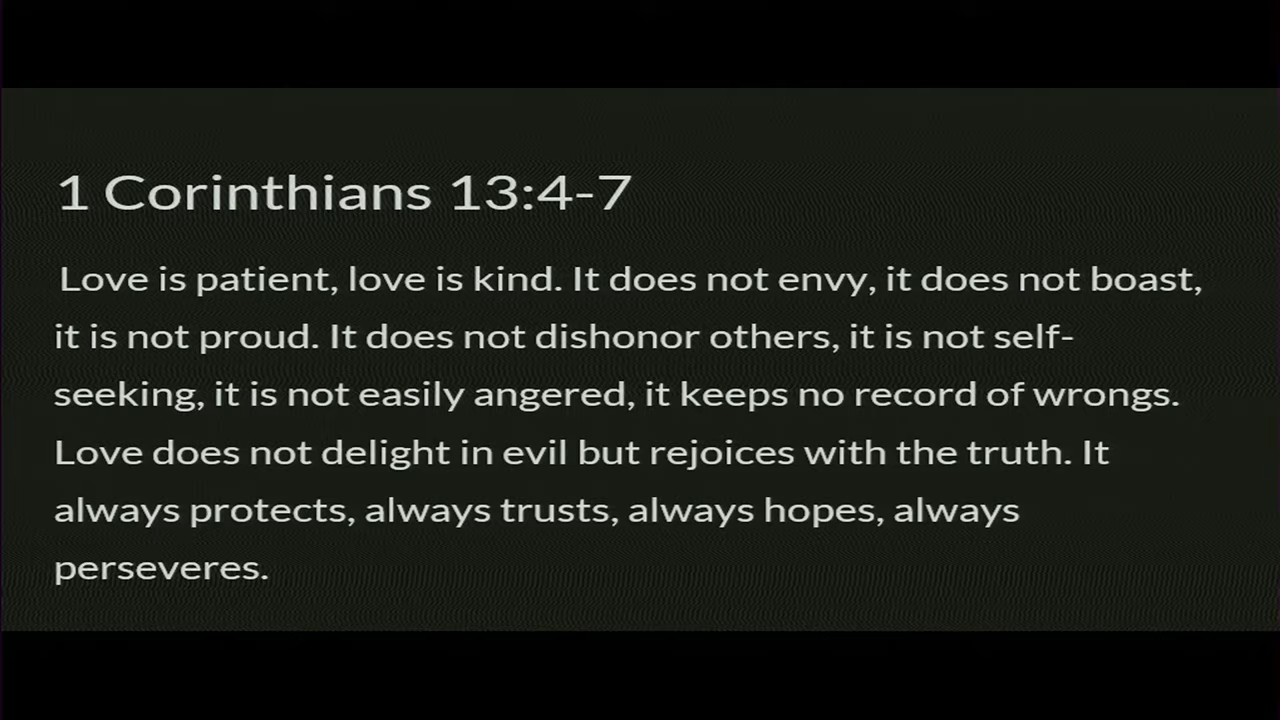 1 Corinthians 13:4-7
Love is patient, love is kind. It does not envy, it does not boast,
it is not proud. It does not dishonor others, it is not self-
seeking, it is not easily angered, it keeps no record of wrongs.
Love does not delight in evil but rejoices with the truth. It
always protects, always trusts, always hopes, always
perseveres.